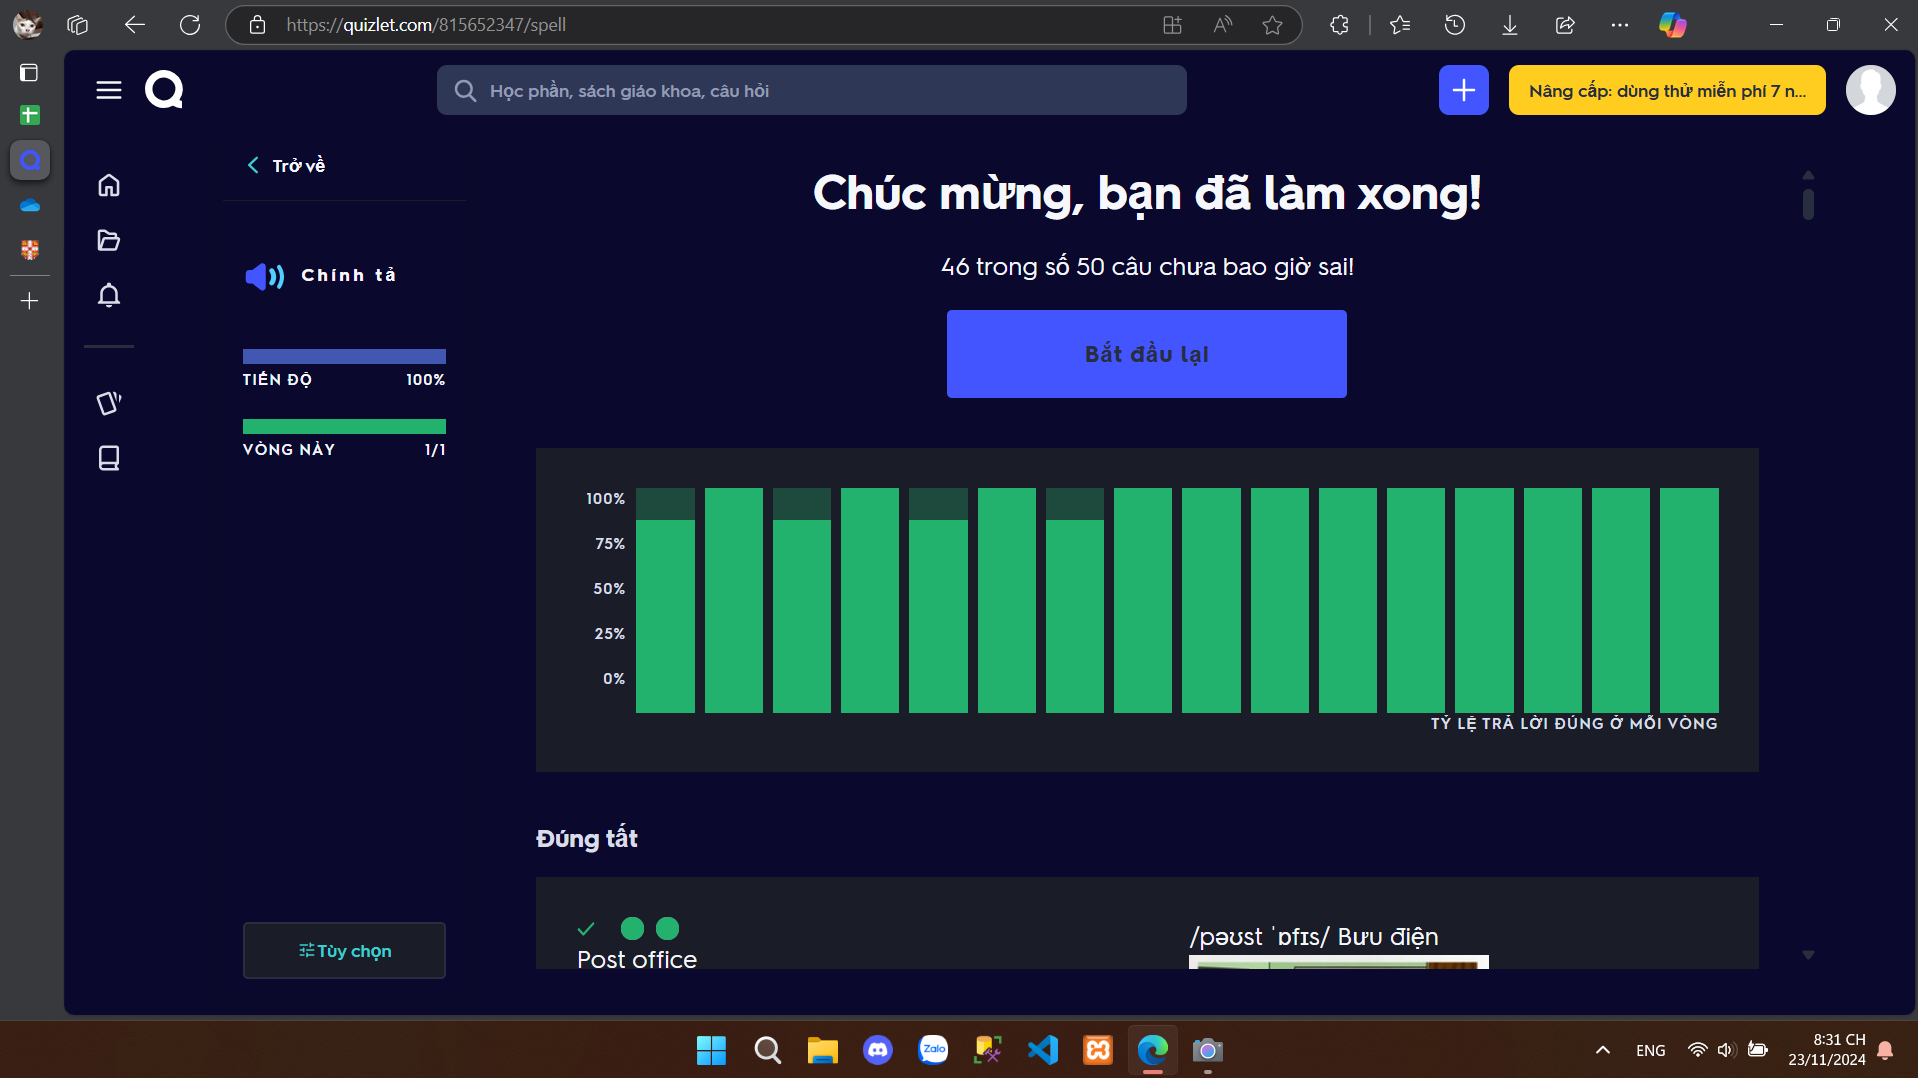 https://quizlet.com/815652347/spell
Học phần, sách giáo khoa, câu hỏi
Nâng cấp: dùng thử miễn phí 7 n...
Trở về
Chính tả
TIẾN ĐỘ 100%
VÒNG NÀY 1/1
Tùy chọn
Chúc mừng, bạn đã làm xong!
46 trong số 50 câu chưa bao giờ sai!
Bắt đầu lại
100%
75%
50%
25%
0%
TỶ LỆ TRẢ LỜI ĐÚNG Ở MỖI VÒNG
Đúng tất
Post office
/pəʊst ˈɒfɪs/ Bưu điện
Zalo
ENG
8:31 CH
23/11/2024